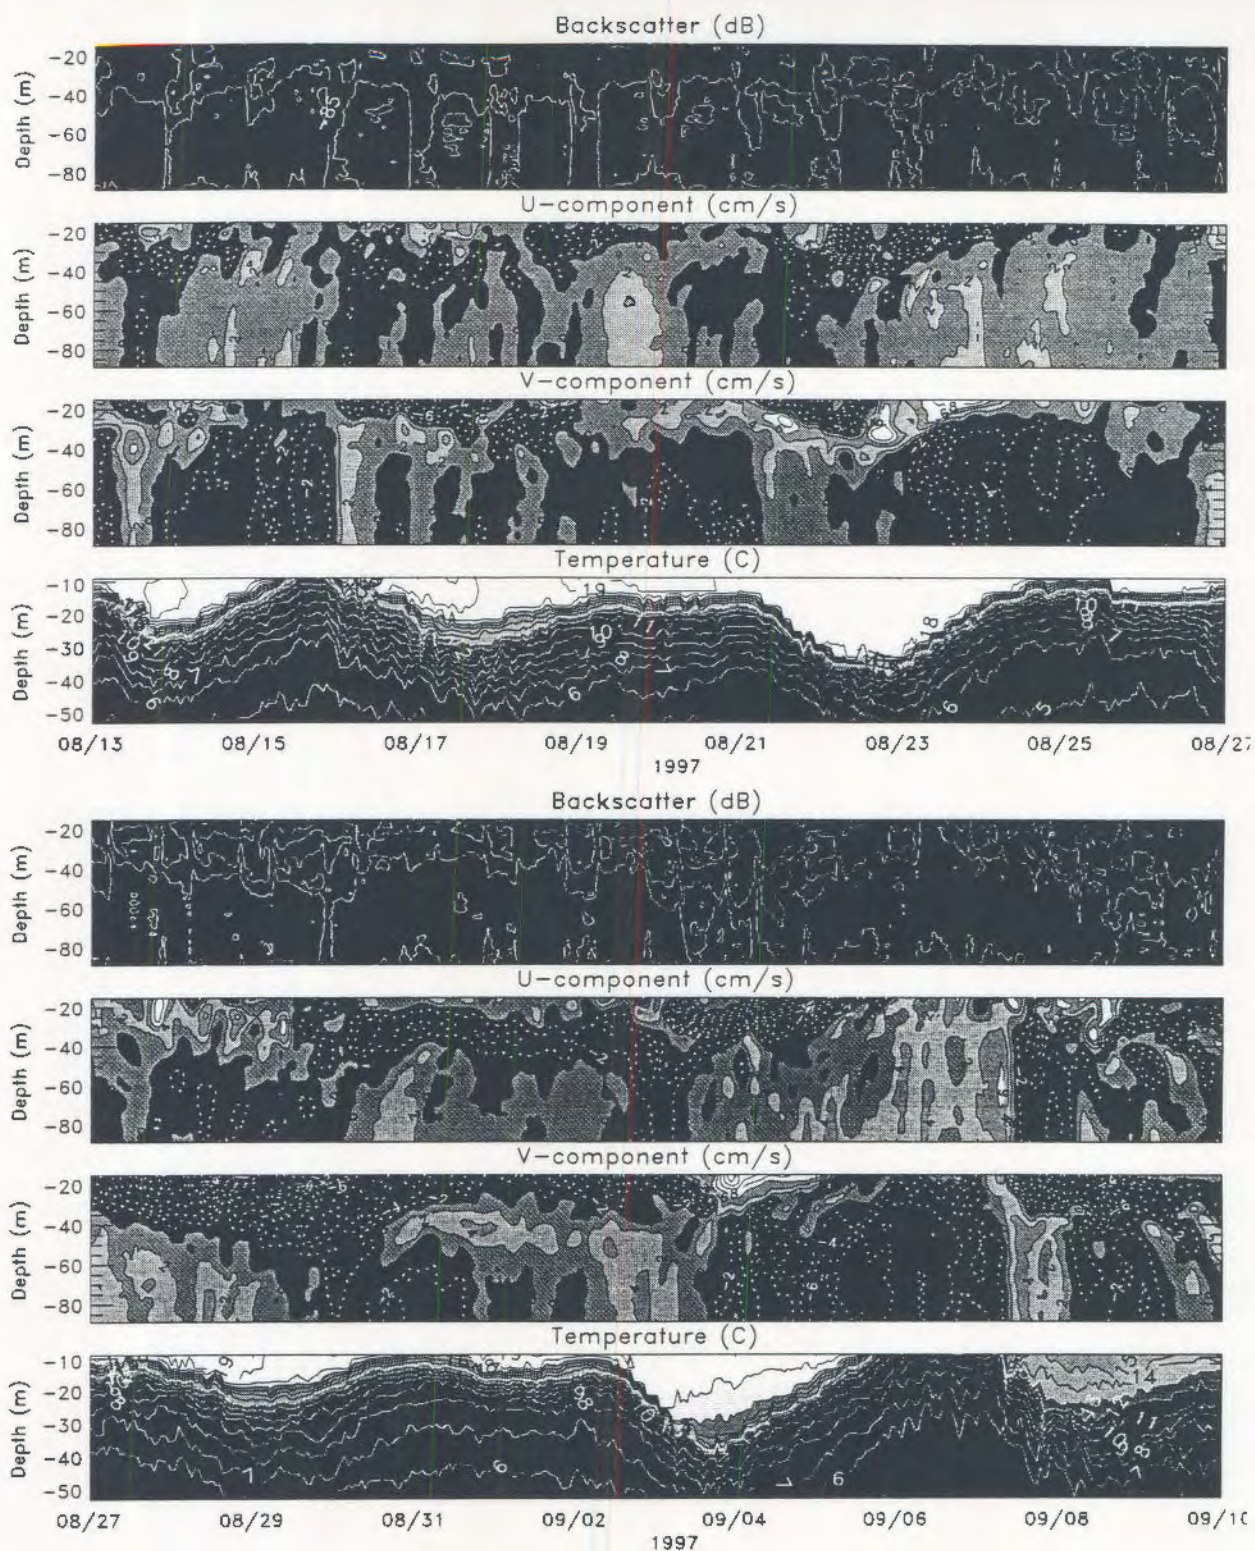 Backscatter (dB)
Depth (m)
-20
-40
-60
-80
U-component (cm/s)
Depth (m)
-20
-40
-60
-80
V-component (cm/s)
Depth (m)
-20
-40
-60
-80
Temperature (C)
Depth (m)
-10
-20
-30
-40
-50
08/13 08/15 08/17 08/19 08/21 08/23 08/25 08/27
1997
Backscatter (dB)
Depth (m)
-20
-40
-60
-80
U-component (cm/s)
Depth (m)
-20
-40
-60
-80
V-component (cm/s)
Depth (m)
-20
-40
-60
-80
Temperature (C)
Depth (m)
-10
-20
-30
-40
-50
08/27 08/29 08/31 09/02 09/04 09/06 09/08 09/10
1997